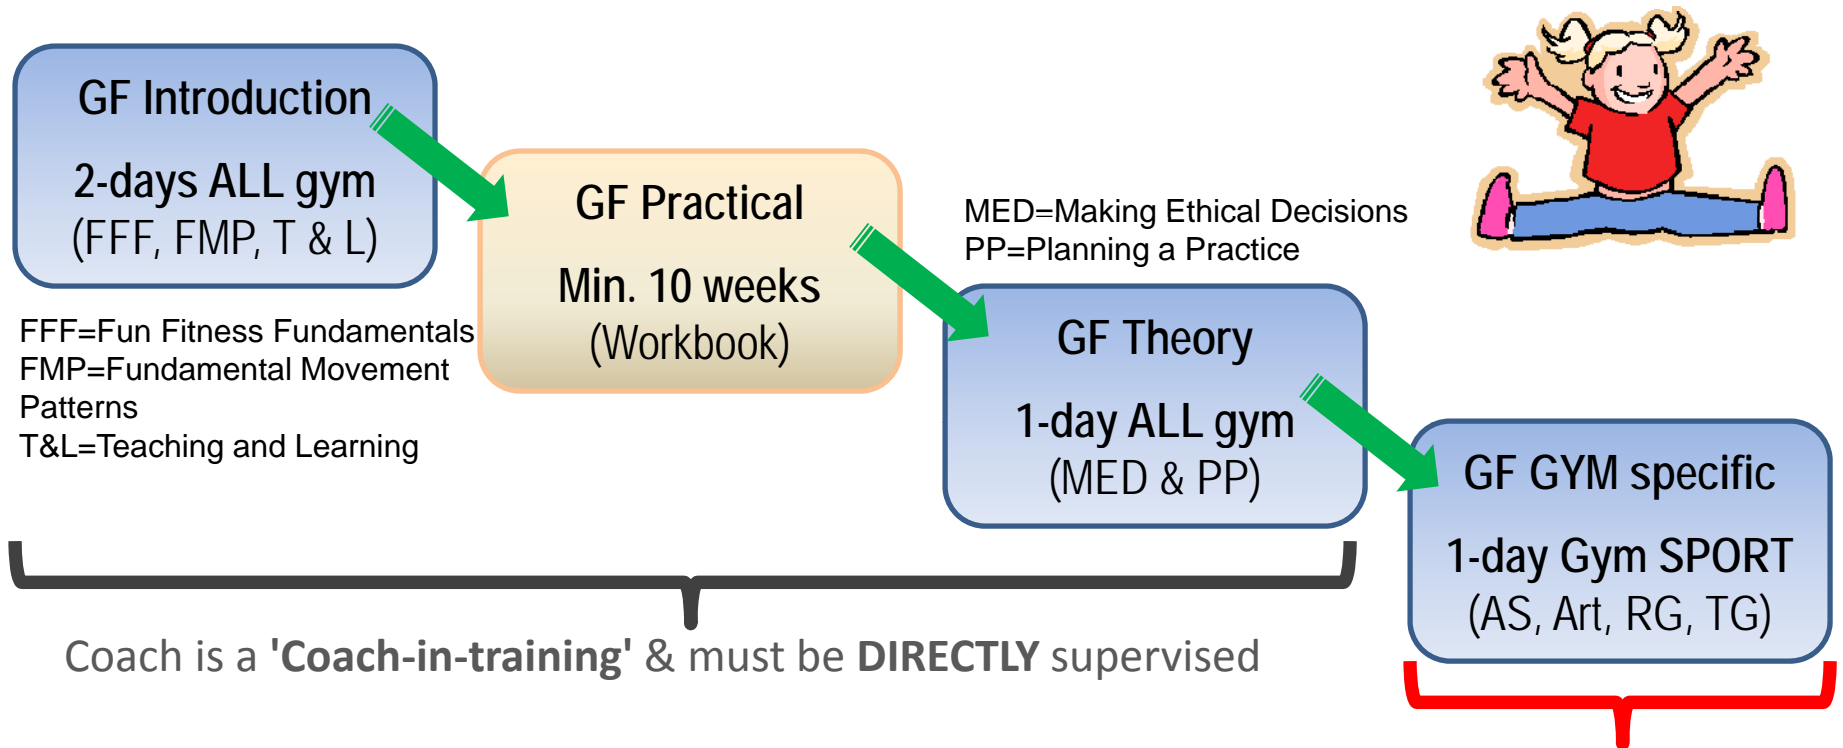 GF Introduction
2-days ALL gym
(FFF, FMP, T & L)
FFF=Fun Fitness Fundamentals
FMP=Fundamental Movement
Patterns
T&L=Teaching and Learning
GF Practical
Min. 10 weeks
(Workbook)
MED=Making Ethical Decisions
PP=Planning a Practice
GF Theory
1-day ALL gym
(MED & PP)
GF GYM specific
1-day Gym SPORT
(AS, Art, RG, TG)
Coach is a 'Coach-in-training' & must be DIRECTLY supervised